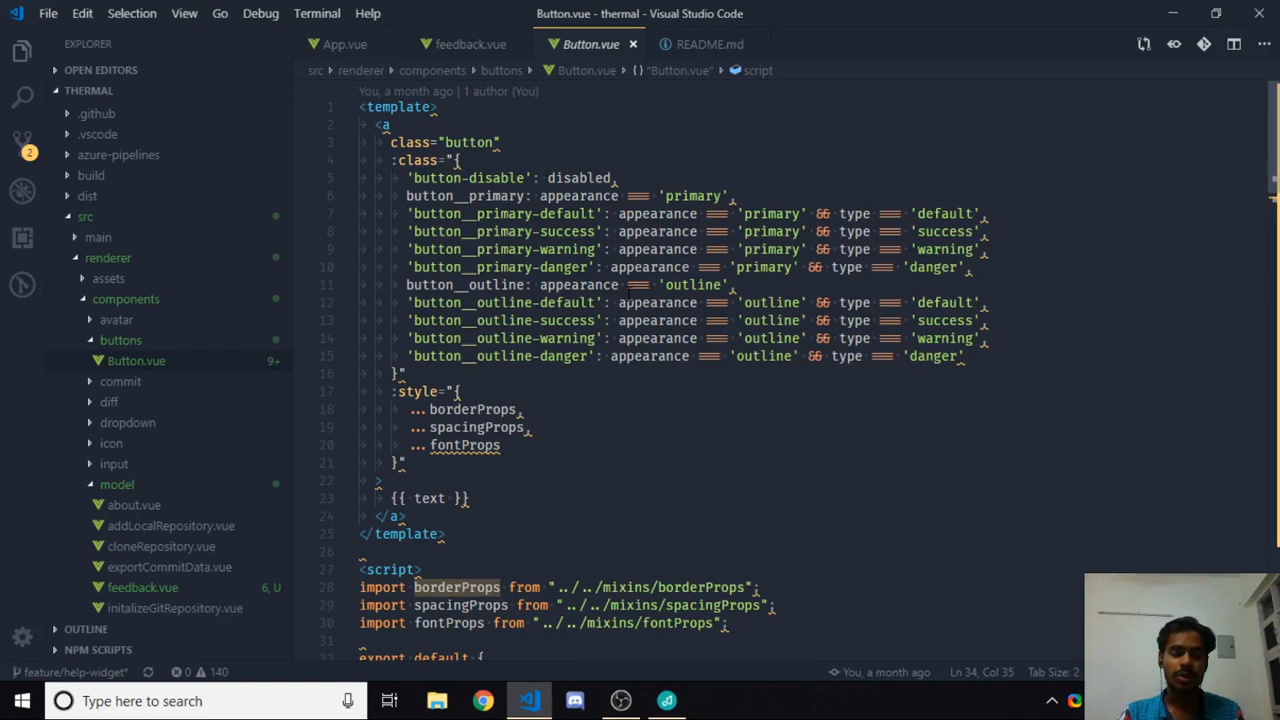 File Edit Selection View Go Debug Terminal Help
Button.vue - thermal - Visual Studio Code
EXPLORER
OPEN EDITORS
THERMAL
.github
.vscode
azure-pipelines
build
dist
src
main
renderer
assets
components
avatar
buttons
Button.vue 9+
commit
diff
dropdown
icon
input
model
about.vue
addLocalRepository.vue
cloneRepository.vue
exportCommitData.vue
feedback.vue 6, U
initalizeGitRepository.vue
OUTLINE
NPM SCRIPTS
2
App.vue feedback.vue Button.vue README.md
src renderer components buttons Button.vue {} "Button.vue" script
You, a month ago | 1 author (You)
1 <template>
2 <a
3 class="button"
4 :class="{
5 'button-disable': disabled,
6 button__primary: appearance === 'primary',
7 'button__primary-default': appearance === 'primary' && type === 'default',
8 'button__primary-success': appearance === 'primary' && type === 'success',
9 'button__primary-warning': appearance === 'primary' && type === 'warning',
10 'button__primary-danger': appearance === 'primary' && type === 'danger',
11 button__outline: appearance === 'outline',
12 'button__outline-default': appearance === 'outline' && type === 'default',
13 'button__outline-success': appearance === 'outline' && type === 'success',
14 'button__outline-warning': appearance === 'outline' && type === 'warning',
15 'button__outline-danger': appearance === 'outline' && type === 'danger'
16 }"
17 :style="{
18 ...borderProps,
19 ...spacingProps,
20 ...fontProps
21 }"
22 >
23 {{ text }}
24 </a>
25 </template>
26
27 <script>
28 import borderProps from "../../mixins/borderProps";
29 import spacingProps from "../../mixins/spacingProps";
30 import fontProps from "../../mixins/fontProps";
31
32 export default {
feature/help-widget* 0 140
You, a month ago Ln 34, Col 35 Tab Size: 2
Type here to search